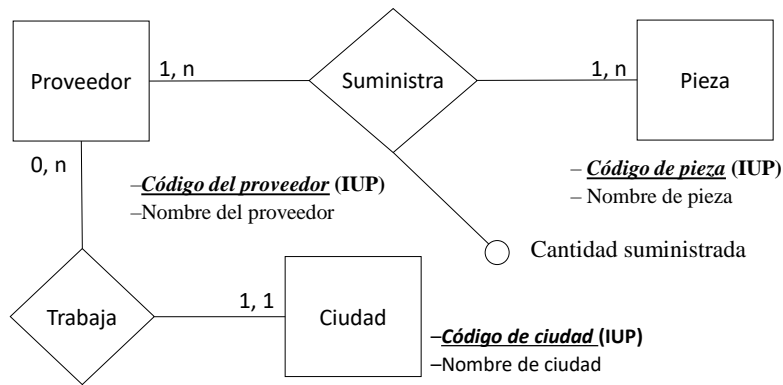 Proveedor
1, n
Suministra
1, n
Pieza
0, n
–Código del proveedor (IUP)
–Nombre del proveedor
– Código de pieza (IUP)
– Nombre de pieza
Cantidad suministrada
Trabaja
1, 1
Ciudad
–Código de ciudad (IUP)
–Nombre de ciudad